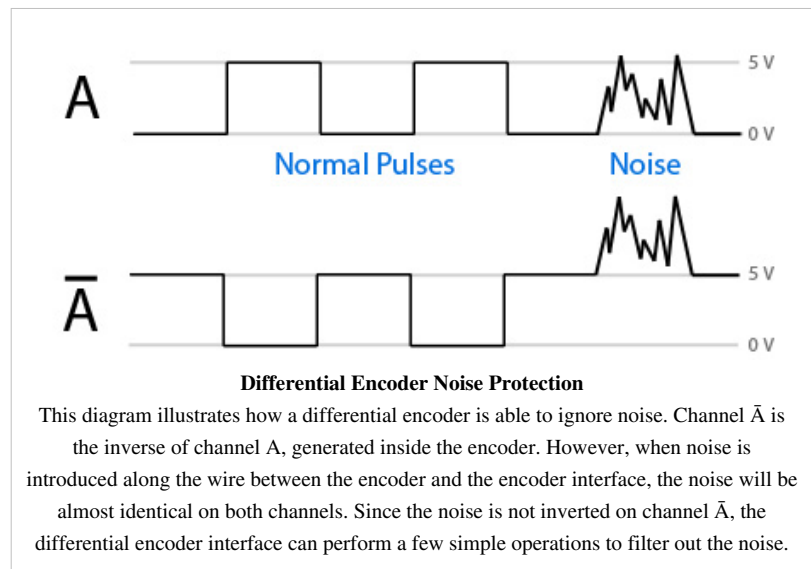 A
5 V
0 V
Normal Pulses
Noise
Ā
5 V
0 V
Differential Encoder Noise Protection
This diagram illustrates how a differential encoder is able to ignore noise. Channel Ā is
the inverse of channel A, generated inside the encoder. However, when noise is
introduced along the wire between the encoder and the encoder interface, the noise will be
almost identical on both channels. Since the noise is not inverted on channel Ā, the
differential encoder interface can perform a few simple operations to filter out the noise.